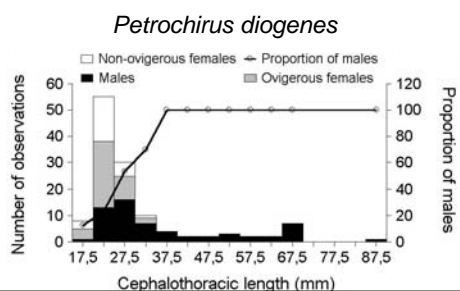 Petrochirus diogenes
Non-ovigerous females
Proportion of males
Males
Ovigerous females
Number of observations
60
50
40
30
20
10
0
120
100
80
60
40
20
0
Proportion of males
17,5 27,5 37,5 47,5 57,5 67,5 77,5 87,5
Cephalothoracic length (mm)